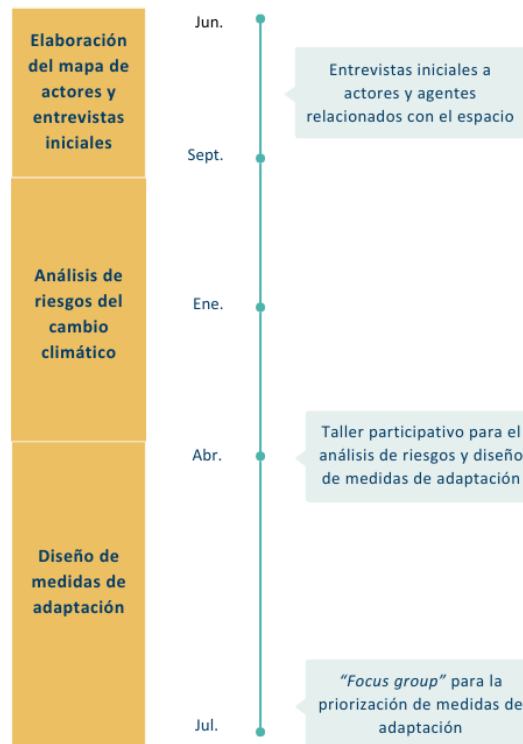 Elaboración
del mapa de
actores y
entrevistas
iniciales
Jun.
Entrevistas iniciales a
actores y agentes
relacionados con el espacio
Sept.
Análisis de
riesgos del
cambio
climático
Ene.
Abr.
Taller participativo para el
análisis de riesgos y diseño
de medidas de adaptación
Diseño de
medidas de
adaptación
“Focus group” para la
priorización de medidas de
adaptación
Jul.